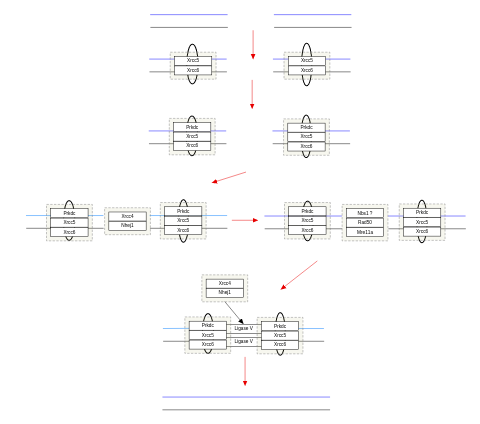 Xrcc5
Xrcc6
Xrcc5
Xrcc6
Prkdc
Xrcc5
Xrcc6
Prkdc
Xrcc5
Xrcc6
Prkdc
Xrcc5
Xrcc6
Xrcc4
Nhej1
Prkdc
Xrcc5
Xrcc6
Prkdc
Xrcc5
Xrcc6
Nbs1 ?
Rad50
Mre11a
Prkdc
Xrcc5
Xrcc6
Xrcc4
Nhej1
Prkdc
Xrcc5
Xrcc6
Ligase V
Ligase V
Prkdc
Xrcc5
Xrcc6